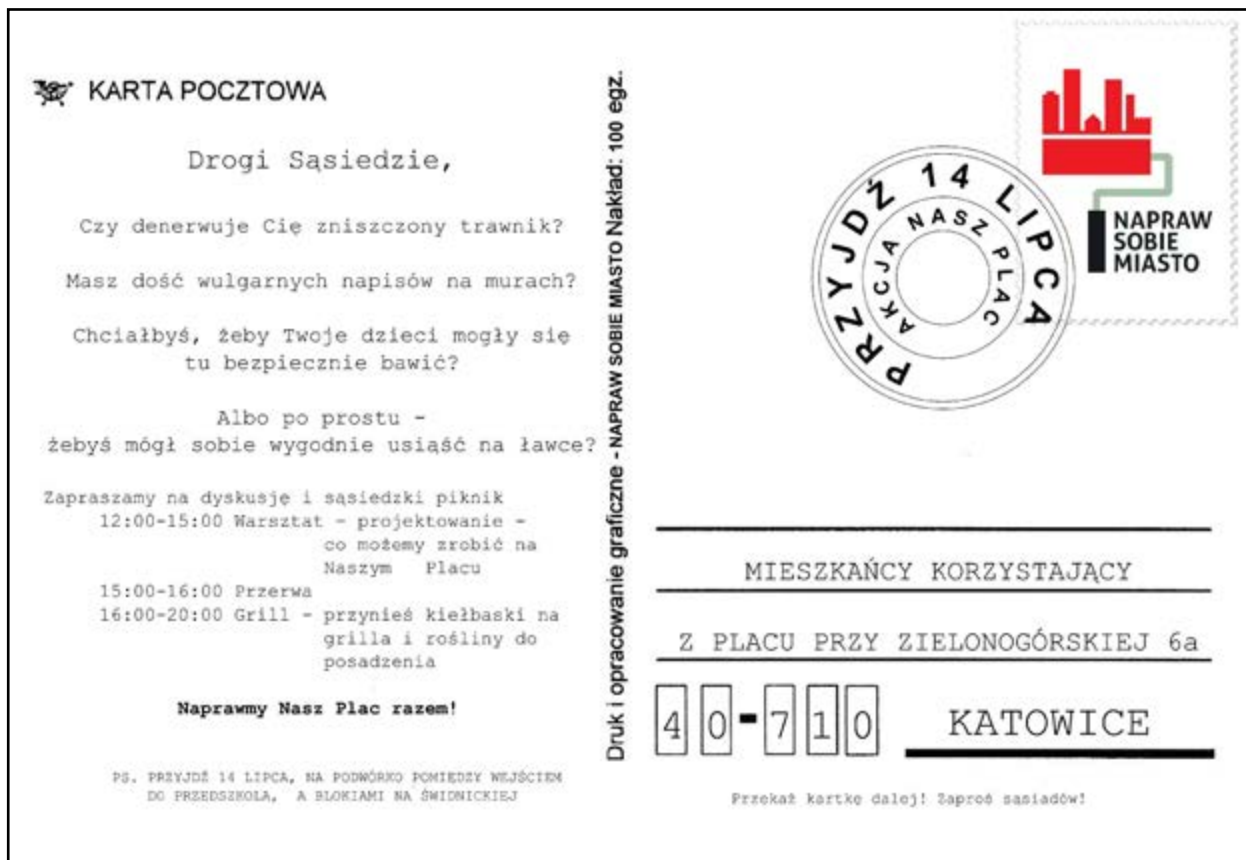 KARTA POCZTOWA
Drogi Sąsiedzie,
Czy denerwuje Cię zniszczony trawnik?
Masz dość wulgarnych napisów na murach?
Chciałbyś, żeby Twoje dzieci mogły się
tu bezpiecznie bawić?
Albo po prostu -
żebyś mógł sobie wygodnie usiąść na ławce?
Zapraszamy na dyskusję i sąsiedzki piknik
12:00-15:00 Warsztat - projektowanie -
co możemy zrobić na
Naszym Placu
15:00-16:00 Przerwa
16:00-20:00 Grill - przynieś kiełbaski na
grilla i rośliny do
posadzenia
Naprawmy Nasz Plac razem!
PS. PRZYJDŹ 14 LIPCA, NA PODWÓRKO POMIĘDZY WEJŚCIEM
DO PRZEDSZKOLA, A BLOKIAMI NA ŚWIDNICKIEJ
Druk i opracowanie graficzne - NAPRAW SOBIE MIASTO Nakład: 100 egz.
PRZYJDŹ 14 LIPCA
AKCJA NASZ PLAC
NAPRAW
SOBIE
MIASTO
MIESZKAŃCY KORZYSTAJĄCY
Z PLACU PRZY ZIELONOGÓRSKIEJ 6a
40-710 KATOWICE
Przekaż kartkę dalej! Zaproś sąsiadów!